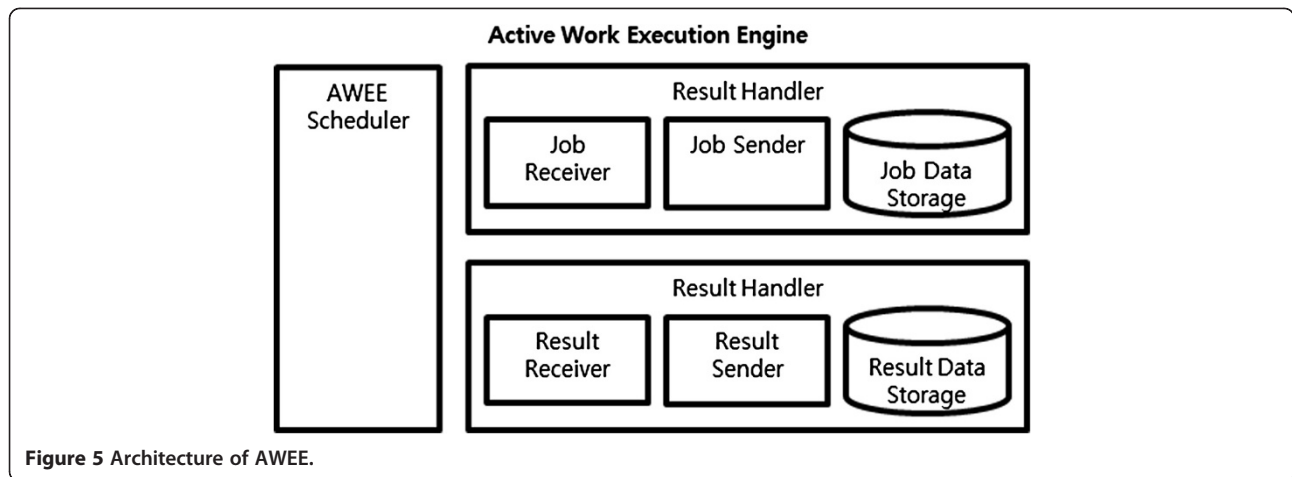 Active Work Execution Engine
AWEE
Scheduler
Result Handler
Job
Receiver
Job Sender
Job Data
Storage
Result Handler
Result
Receiver
Result
Sender
Result Data
Storage
Figure 5 Architecture of AWEE.